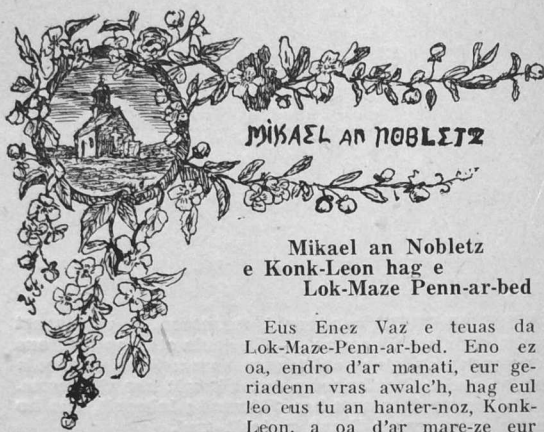 MIKAEL AN NOBLETZ
Mikael an Nobletz
e Konk-Leon hag e
Lok-Maze Penn-ar-bed
Eus Enez Vaz e teuas da
Lok-Maze-Penn-ar-bed. Eno ez
oa, endro d'ar manati, eur ge-
riadenn vras awalc'h, hag eul
leo eus tu an hanter-noz, Konk-
Leon, a oa d'ar mare-ze eur